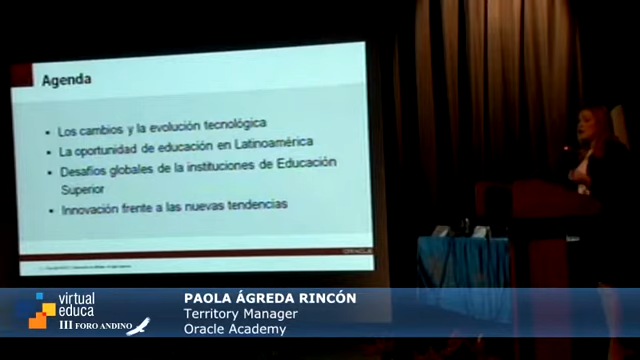 Agenda
Los cambios y la evolución tecnológica
La oportunidad de educación en Latinoamérica
Desafíos globales de la instituciones de Educación
Superior
Innovación frente a las nuevas tendencias
ORACLE
virtual
educa
III FORO ANDINO
PAOLA ÁGREDA RINCÓN
Territory Manager
Oracle Academy